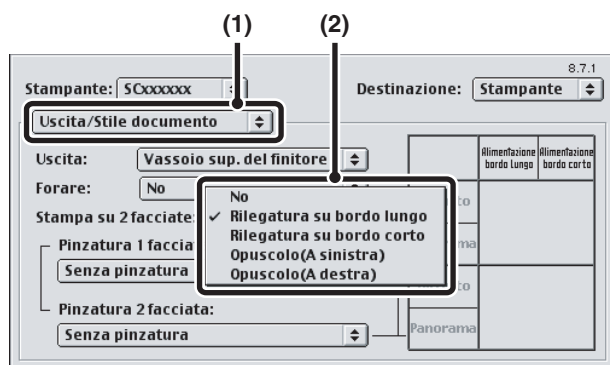 (1) (2)
8.7.1
Stampante: SCxxxxxx Destinazione: Stampante
Uscita/Stile documento
Uscita: Vassoio sup. del finitore
Alimentazione bordo lungo
Alimentazione bordo corto
Forare: No
Stampa su 2 facciate:
No
✓ Rilegatura su bordo lungo
Rilegatura su bordo corto
Opuscolo(A sinistra)
Opuscolo(A destra)
Pinzatura 1 faccia
Senza pinzatura
Pinzatura 2 facciata:
Senza pinzatura
Panorama